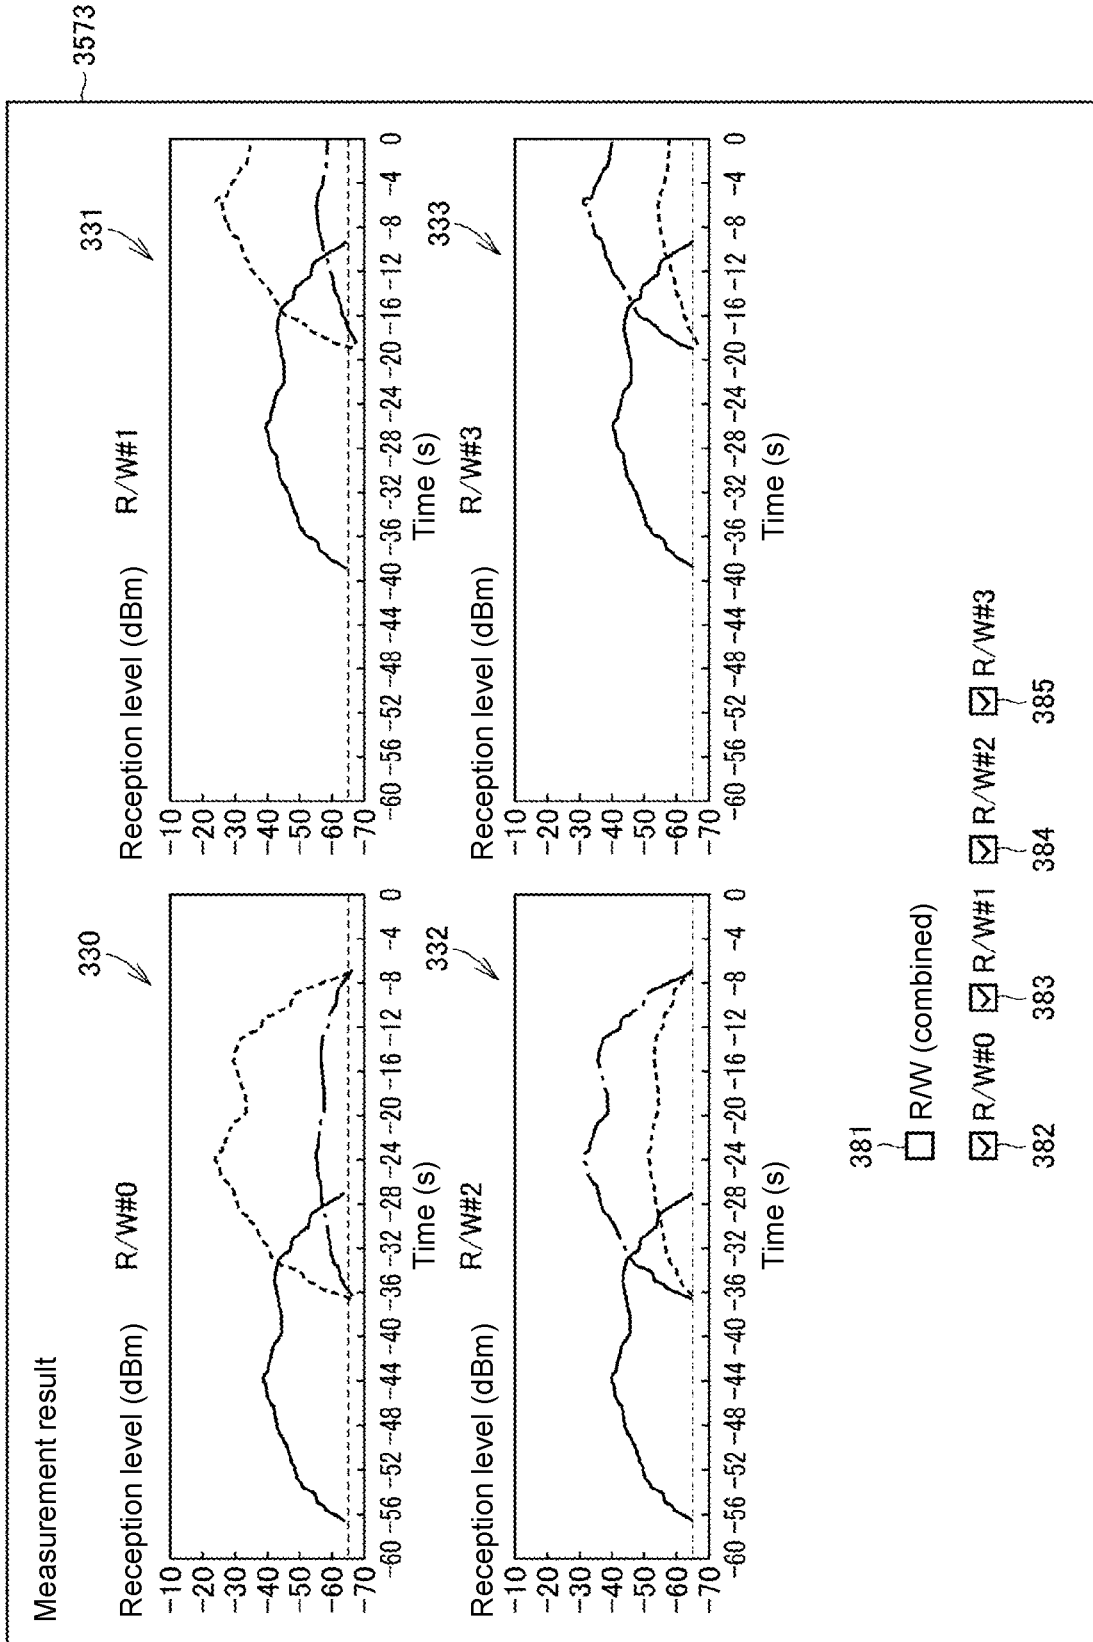 3573
Measurement result
330
Reception level (dBm)
R/W#0
-10
-20
-30
-40
-50
-60
-70
-60 -56 -52 -48 -44 -40 -36 -32 -28 -24 -20 -16 -12 -8 -4 0
Time (s)
331
Reception level (dBm)
R/W#1
-10
-20
-30
-40
-50
-60
-70
-60 -56 -52 -48 -44 -40 -36 -32 -28 -24 -20 -16 -12 -8 -4 0
Time (s)
332
Reception level (dBm)
R/W#2
-10
-20
-30
-40
-50
-60
-70
-60 -56 -52 -48 -44 -40 -36 -32 -28 -24 -20 -16 -12 -8 -4 0
Time (s)
333
Reception level (dBm)
R/W#3
-10
-20
-30
-40
-50
-60
-70
-60 -56 -52 -48 -44 -40 -36 -32 -28 -24 -20 -16 -12 -8 -4 0
Time (s)
381
R/W (combined)
R/W#0 R/W#1 R/W#2 R/W#3
382 383 384 385